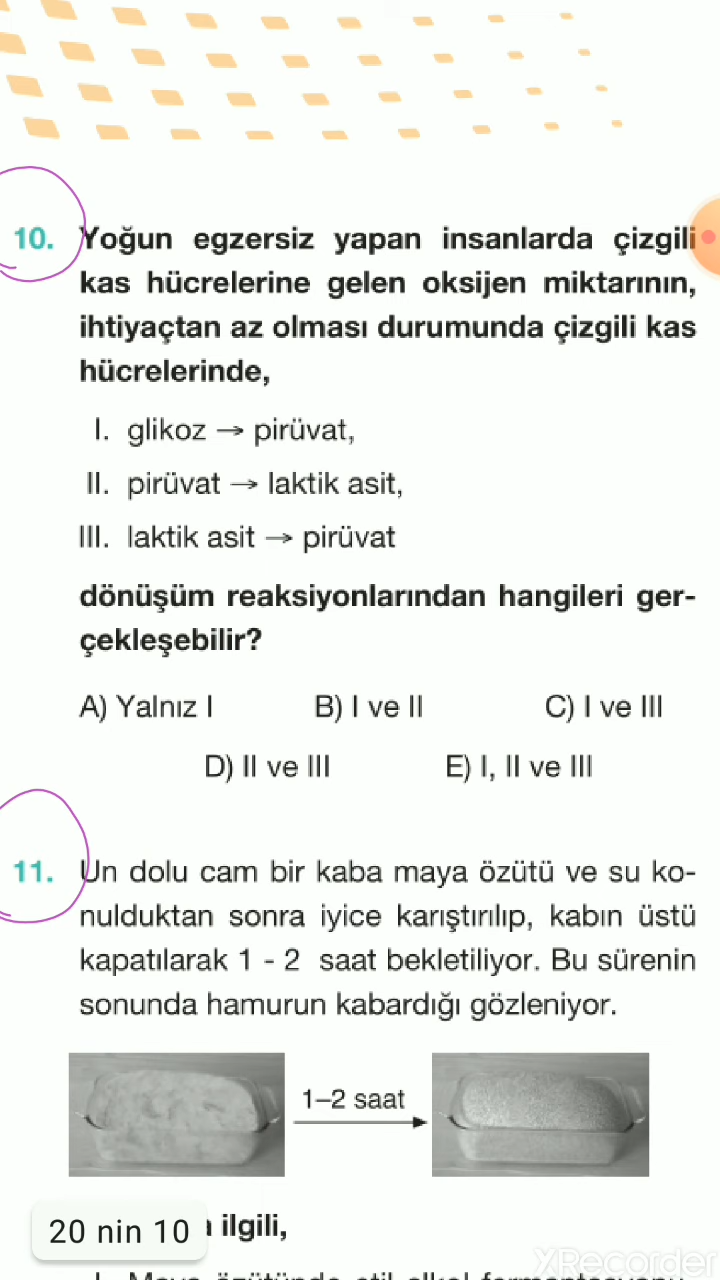 10. Yoğun egzersiz yapan insanlarda çizgili
kas hücrelerine gelen oksijen miktarının,
ihtiyaçtan az olması durumunda çizgili kas
hücrelerinde,
I. glikoz → pirüvat,
II. pirüvat → laktik asit,
III. laktik asit → pirüvat
dönüşüm reaksiyonlarından hangileri ger-
çekleşebilir?
A) Yalnız I B) I ve II C) I ve III
D) II ve III E) I, II ve III
11. Un dolu cam bir kaba maya özütü ve su ko-
nulduktan sonra iyice karıştırılıp, kabın üstü
kapatılarak 1 - 2 saat bekletiliyor. Bu sürenin
sonunda hamurun kabardığı gözleniyor.
1–2 saat
20 nin 10 ilgili,
XRecorder